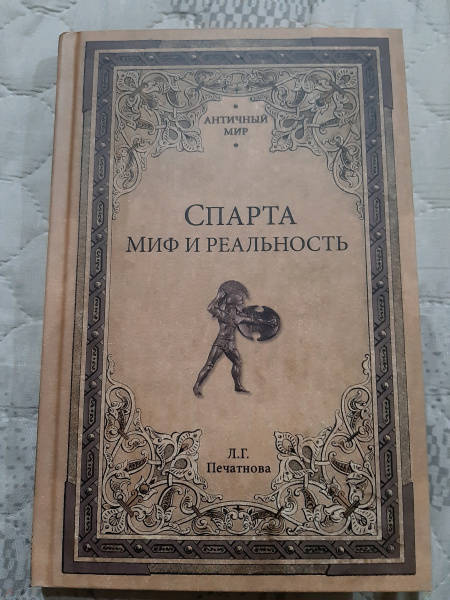 АНТИЧНЫЙ
МИР
СПАРТА
МИФ И РЕАЛЬНОСТЬ
Л.Г.
Печатнова